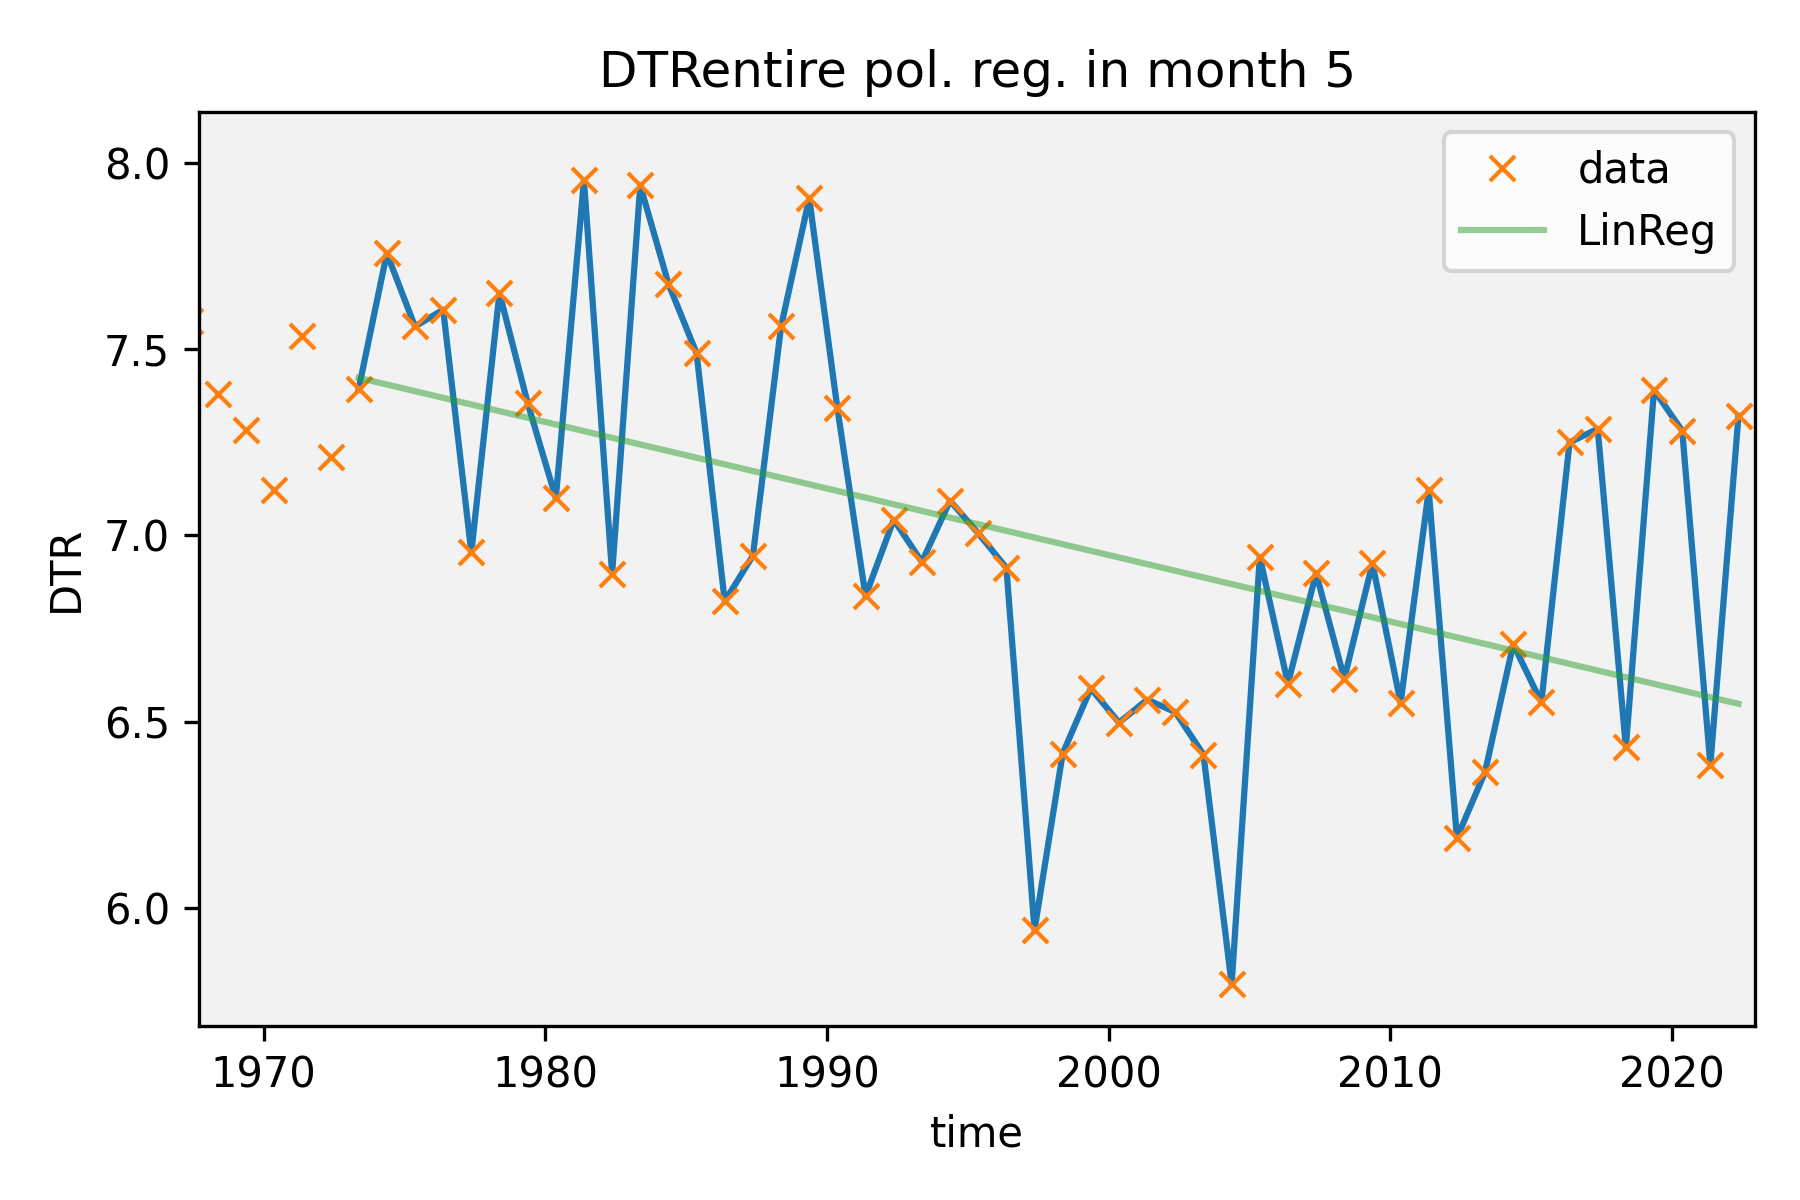 DTRentire pol. reg. in month 5
data
LinReg
8.0
7.5
7.0
6.5
6.0
DTR
1970 1980 1990 2000 2010 2020
time